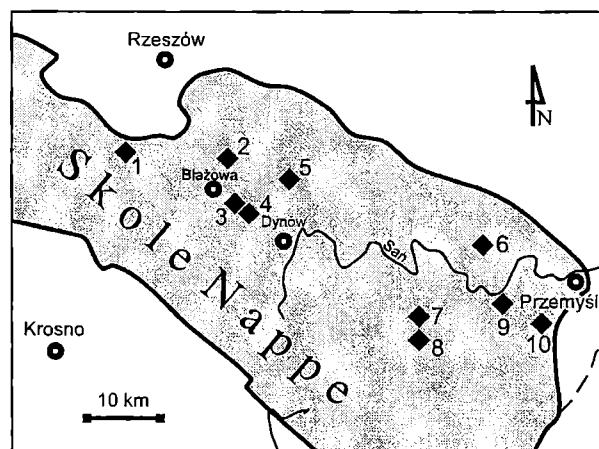 Rzeszów
N
1
2
Błażowa
5
3
4
Dynów
Skole Nappe
San
6
Przemyśl
7
8
9
10
Krosno
10 km